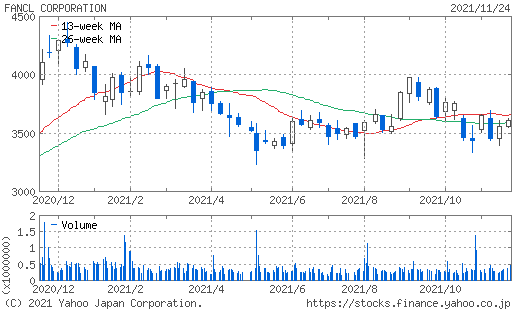 FANCL CORPORATION 2021/11/24
4500
13-week MA
26-week MA
4000
3500
3000
2020/12 2021/2 2021/4 2021/6 2021/8 2021/10
2
Volume
1.5
1
0.5
0
(x1000000)
2020/12 2021/2 2021/4 2021/6 2021/8 2021/10
(C) 2021 Yahoo Japan Corporation. https://stocks.finance.yahoo.co.jp